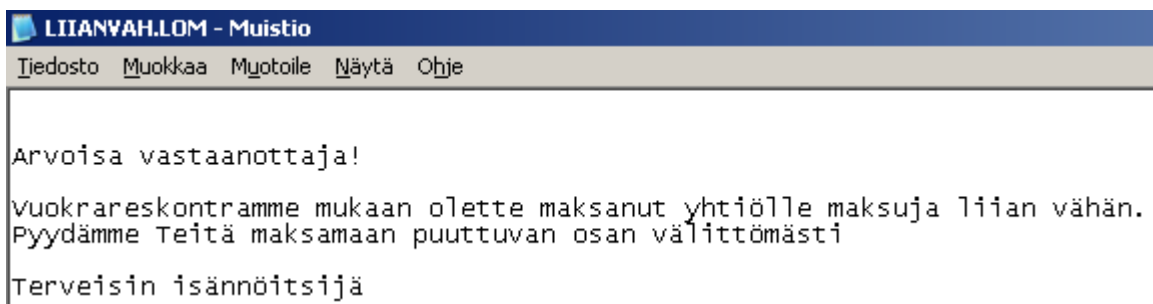 LIIANVAH.LOM - Muistio
Tiedosto Muokkaa Muotoile Näytä Ohje
Arvoisa vastaanottaja!
Vuokrareskontramme mukaan olette maksanut yhtiölle maksuja liian vähän.
Pyydämme Teitä maksamaan puuttuvan osan välittömästi
Terveisin isännöitsijä